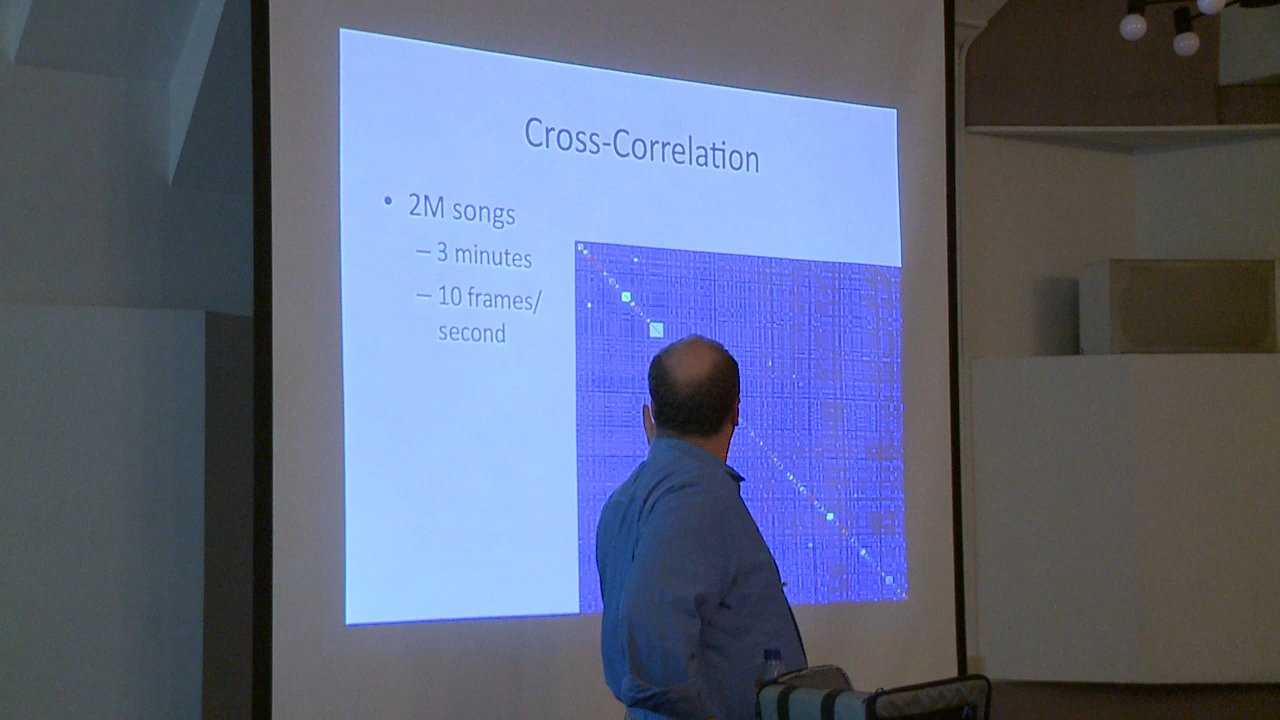 Cross-Correlation
• 2M songs
– 3 minutes
– 10 frames/
second